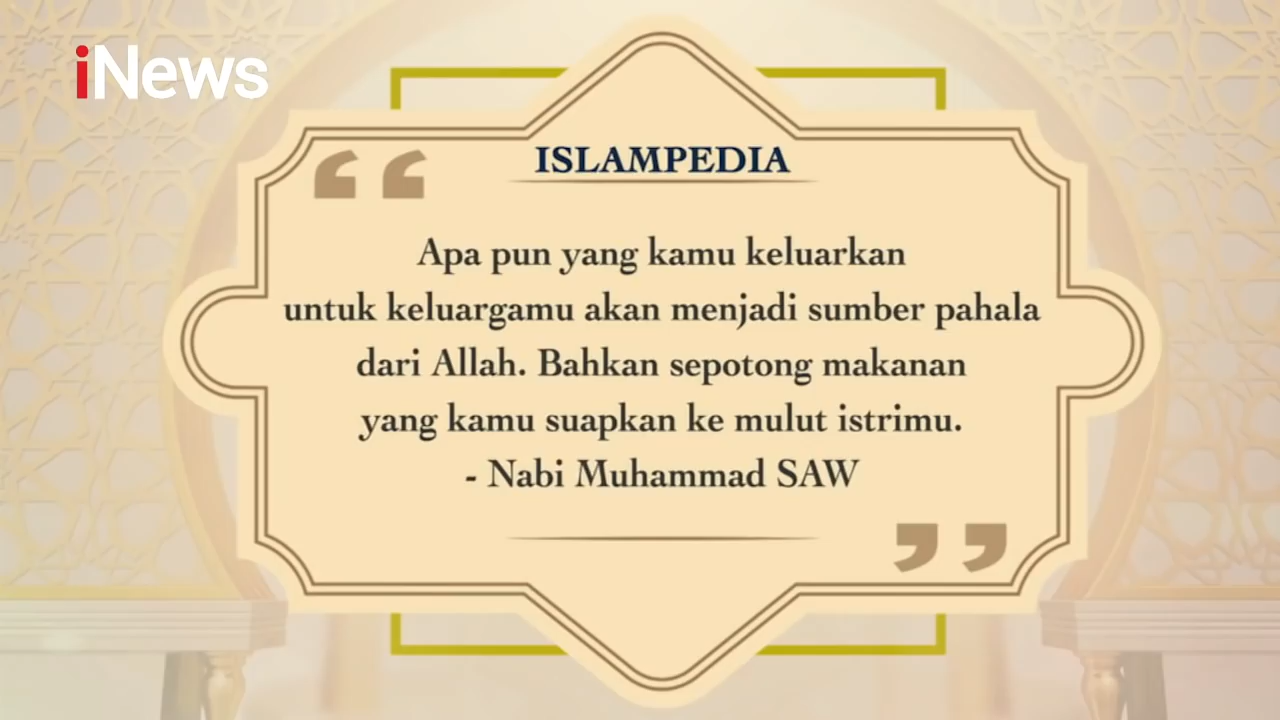 iNews
ISLAMPEDIA
Apa pun yang kamu keluarkan
untuk keluargamu akan menjadi sumber pahala
dari Allah. Bahkan sepotong makanan
yang kamu suapkan ke mulut istrimu.
- Nabi Muhammad SAW